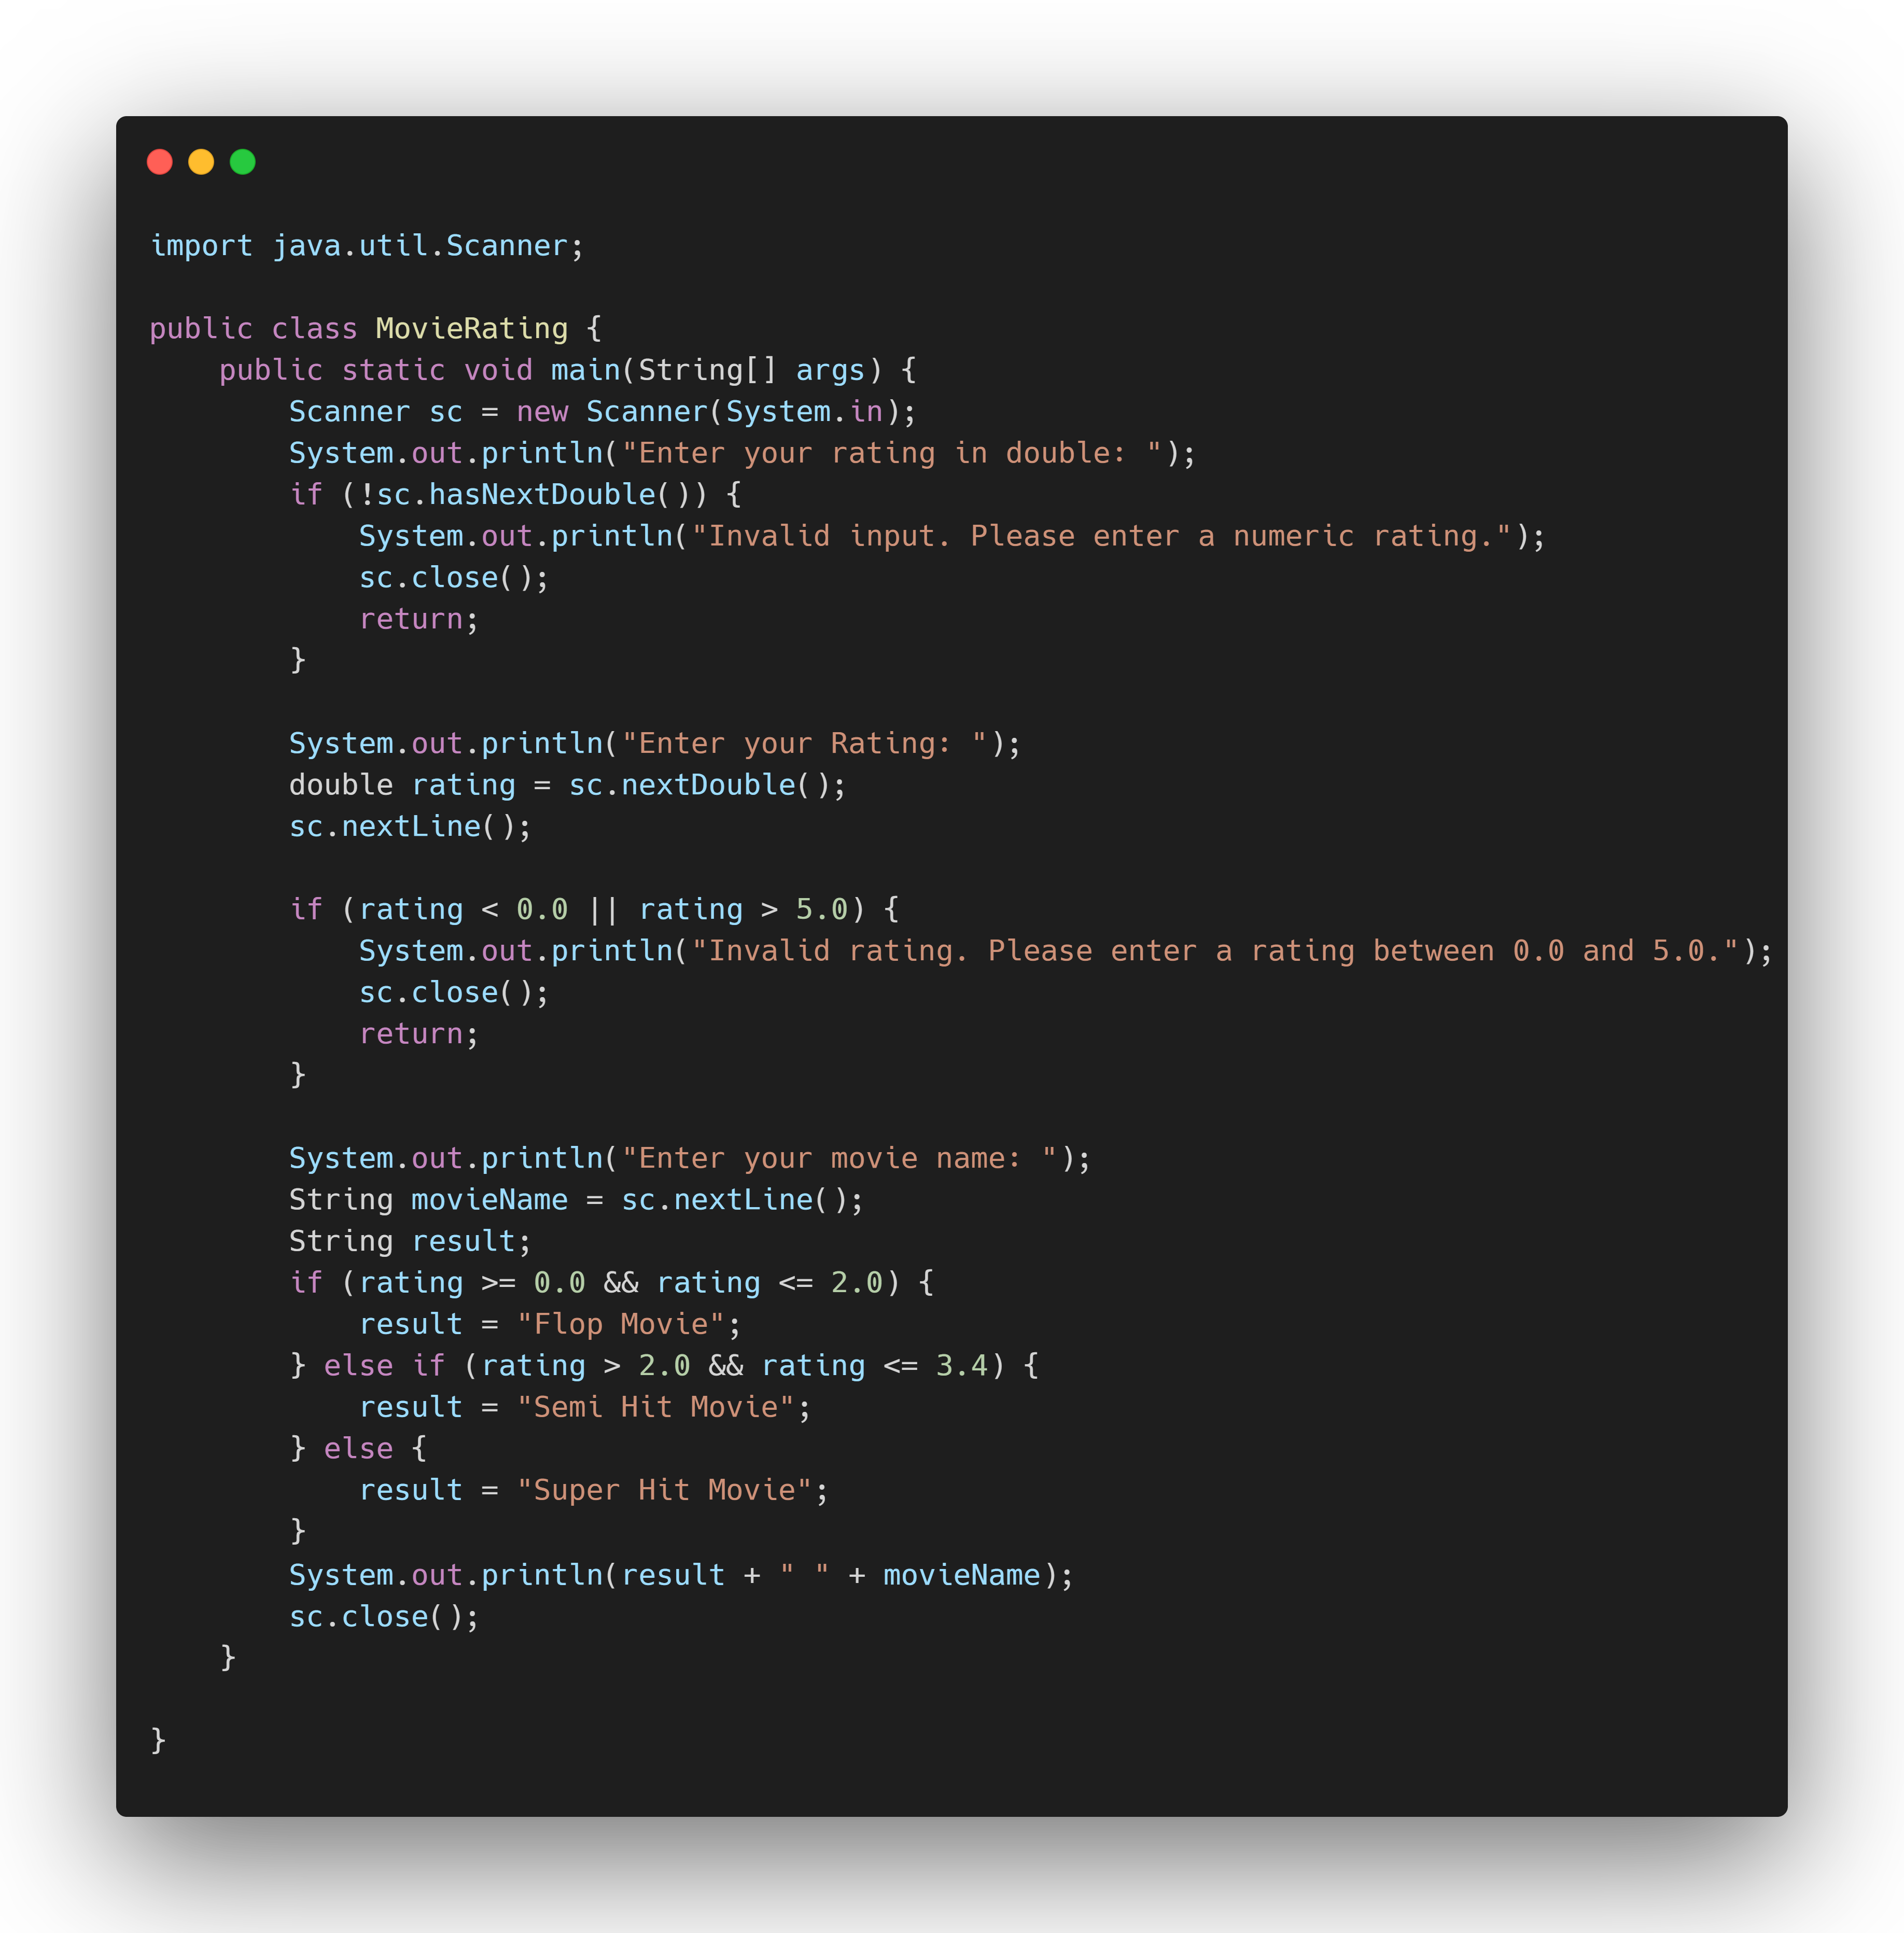 import java.util.Scanner;
public class MovieRating {
    public static void main(String[] args) {
        Scanner sc = new Scanner(System.in);
        System.out.println("Enter your rating in double: ");
        if (!sc.hasNextDouble()) {
            System.out.println("Invalid input. Please enter a numeric rating.");
            sc.close();
            return;
        }
        System.out.println("Enter your Rating: ");
        double rating = sc.nextDouble();
        sc.nextLine();
        if (rating < 0.0 || rating > 5.0) {
            System.out.println("Invalid rating. Please enter a rating between 0.0 and 5.0.");
            sc.close();
            return;
        }
        System.out.println("Enter your movie name: ");
        String movieName = sc.nextLine();
        String result;
        if (rating >= 0.0 && rating <= 2.0) {
            result = "Flop Movie";
        } else if (rating > 2.0 && rating <= 3.4) {
            result = "Semi Hit Movie";
        } else {
            result = "Super Hit Movie";
        }
        System.out.println(result + " " + movieName);
        sc.close();
    }
}